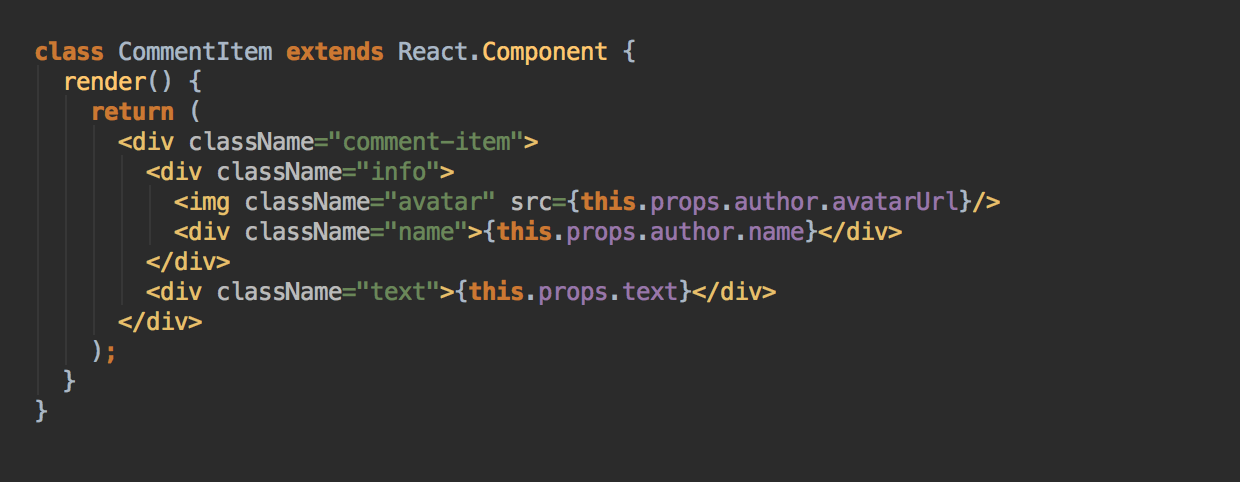 class CommentItem extends React.Component {
  render() {
    return (
      <div className="comment-item">
        <div className="info">
          <img className="avatar" src={this.props.author.avatarUrl}/>
          <div className="name">{this.props.author.name}</div>
        </div>
        <div className="text">{this.props.text}</div>
      </div>
    );
  }
}